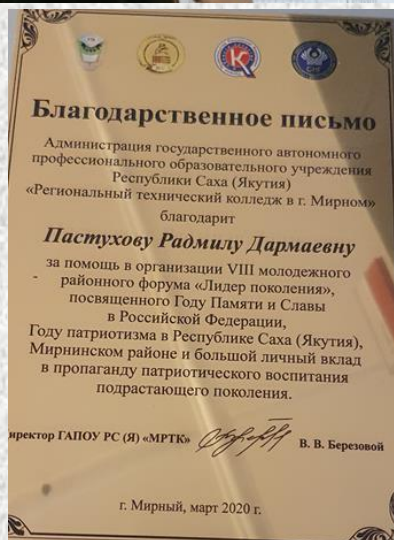 Благодарственное письмо
Администрация государственного автономного
профессионального образовательного учреждения
Республики Саха (Якутия)
«Региональный технический колледж в г. Мирном»
благодарит
Пастухову Радмилу Дармаевну
за помощь в организации VIII молодежного
районного форума «Лидер поколения»,
посвященного Году Памяти и Славы
в Российской Федерации,
Году патриотизма в Республике Саха (Якутия),
Мирнинском районе и большой личный вклад
в пропаганду патриотического воспитания
подрастающего поколения.
иректор ГАПОУ РС (Я) «МРТК» В. В. Березовой
г. Мирный, март 2020 г.